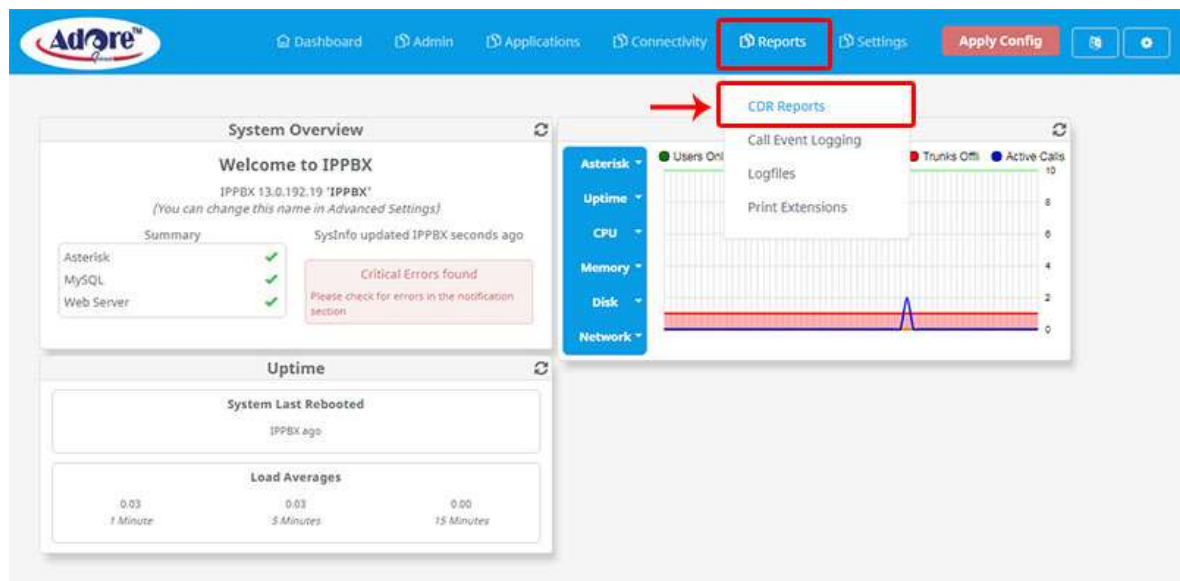 Adore™
Dashboard
Admin
Applications
Connectivity
Reports
Settings
Apply Config
CDR Reports
Call Event Logging
Logfiles
Print Extensions
System Overview
Welcome to IPPBX
IPPBX 13.0.192.19 'IPPBX'
(You can change this name in Advanced Settings)
Summary
SysInfo updated IPPBX seconds ago
Asterisk
MySQL
Web Server
Critical Errors found
Please check for errors in the notification
section
Asterisk
Uptime
CPU
Memory
Disk
Network
Users Onl
Trunks Offli
Active Calls
10
8
6
4
2
0
Uptime
System Last Rebooted
IPPBX ago
Load Averages
0.03 0.03 0.00
1 Minute 5 Minutes 15 Minutes